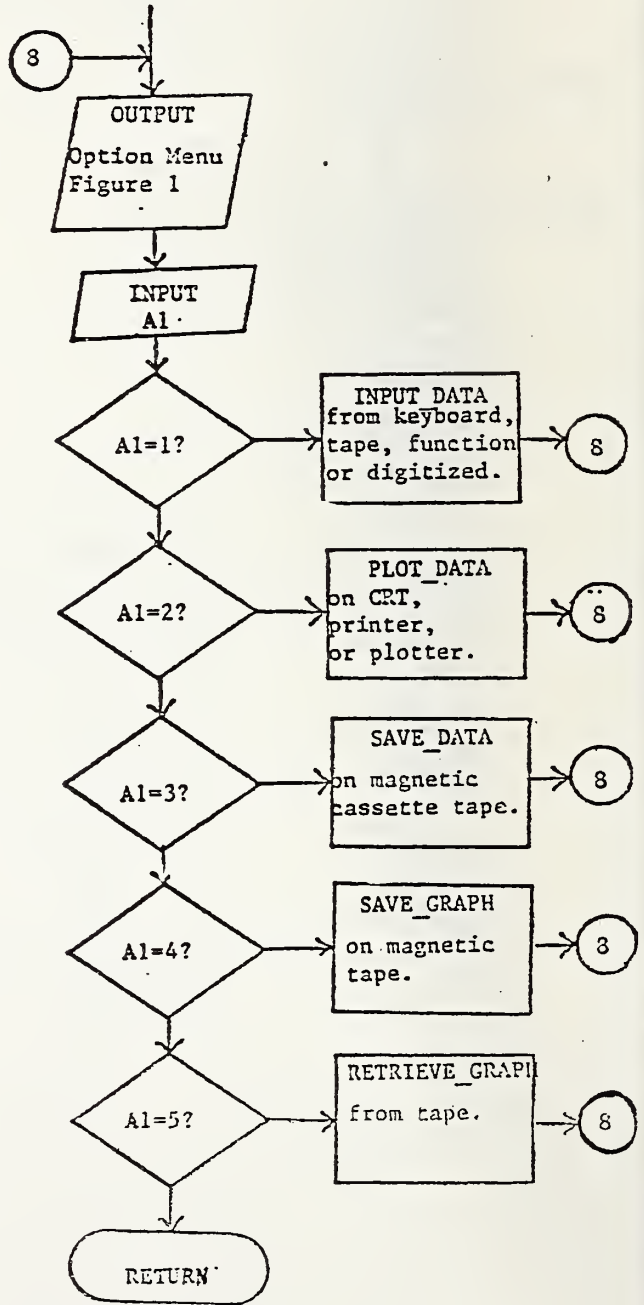 8
OUTPUT
Option Menu
Figure 1
INPUT
A1
A1=1?
INPUT_DATA
from keyboard,
tape, function
or digitized.
8
A1=2?
PLOT_DATA
on CRT,
printer,
or plotter.
8
A1=3?
SAVE_DATA
on magnetic
cassette tape.
8
A1=4?
SAVE_GRAPH
on magnetic
tape.
8
A1=5?
RETRIEVE_GRAPH
from tape.
8
RETURN